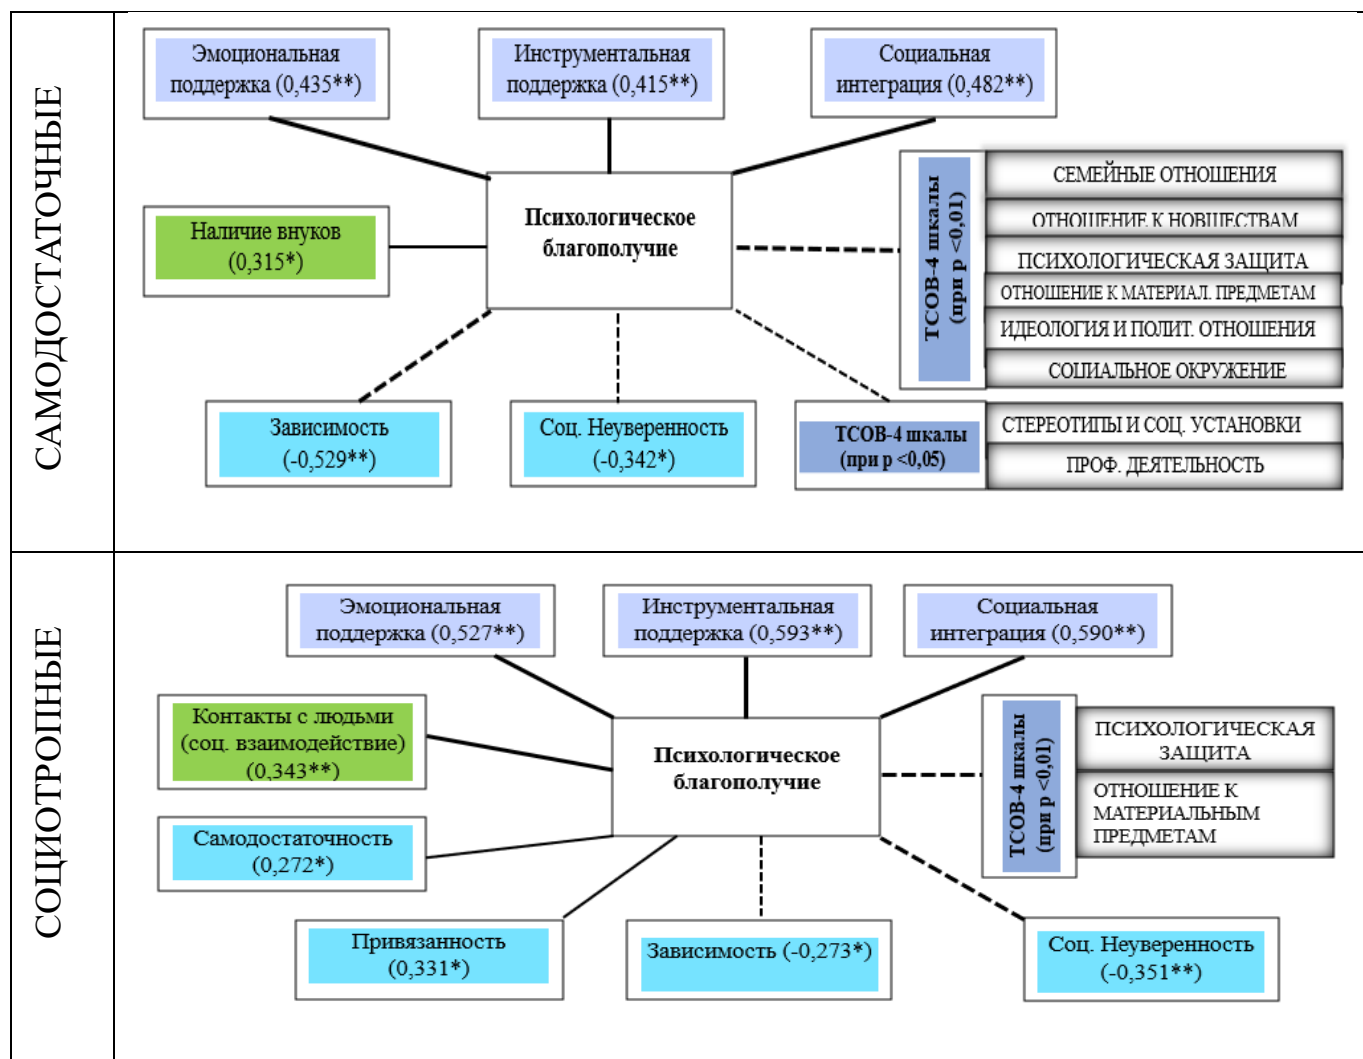 САМОДОСТАТОЧНЫЕ
Эмоциональная
поддержка (0,435**)
Инструментальная
поддержка (0,415**)
Социальная
интеграция (0,482**)
Психологическое
благополучие
Наличие внуков
(0,315*)
ТСОВ-4 шкалы
(при р <0,01)
СЕМЕЙНЫЕ ОТНОШЕНИЯ
ОТНОШЕНИЕ К НОВШЕСТВАМ
ПСИХОЛОГИЧЕСКАЯ ЗАЩИТА
ОТНОШЕНИЕ К МАТЕРИАЛ. ПРЕДМЕТАМ
ИДЕОЛОГИЯ И ПОЛИТ. ОТНОШЕНИЯ
СОЦИАЛЬНОЕ ОКРУЖЕНИЕ
Зависимость
(-0,529**)
Соц. Неуверенность
(-0,342*)
ТСОВ-4 шкалы
(при р <0,05)
СТЕРЕОТИПЫ И СОЦ. УСТАНОВКИ
ПРОФ. ДЕЯТЕЛЬНОСТЬ
СОЦИОТРОПНЫЕ
Эмоциональная
поддержка (0,527**)
Инструментальная
поддержка (0,593**)
Социальная
интеграция (0,590**)
Контакты с людьми
(соц. взаимодействие)
(0,343**)
Психологическое
благополучие
ТСОВ-4 шкалы
(при р <0,01)
ПСИХОЛОГИЧЕСКАЯ
ЗАЩИТА
ОТНОШЕНИЕ К
МАТЕРИАЛЬНЫМ
ПРЕДМЕТАМ
Самодостаточность
(0,272*)
Привязанность
(0,331*)
Зависимость (-0,273*)
Соц. Неуверенность
(-0,351**)